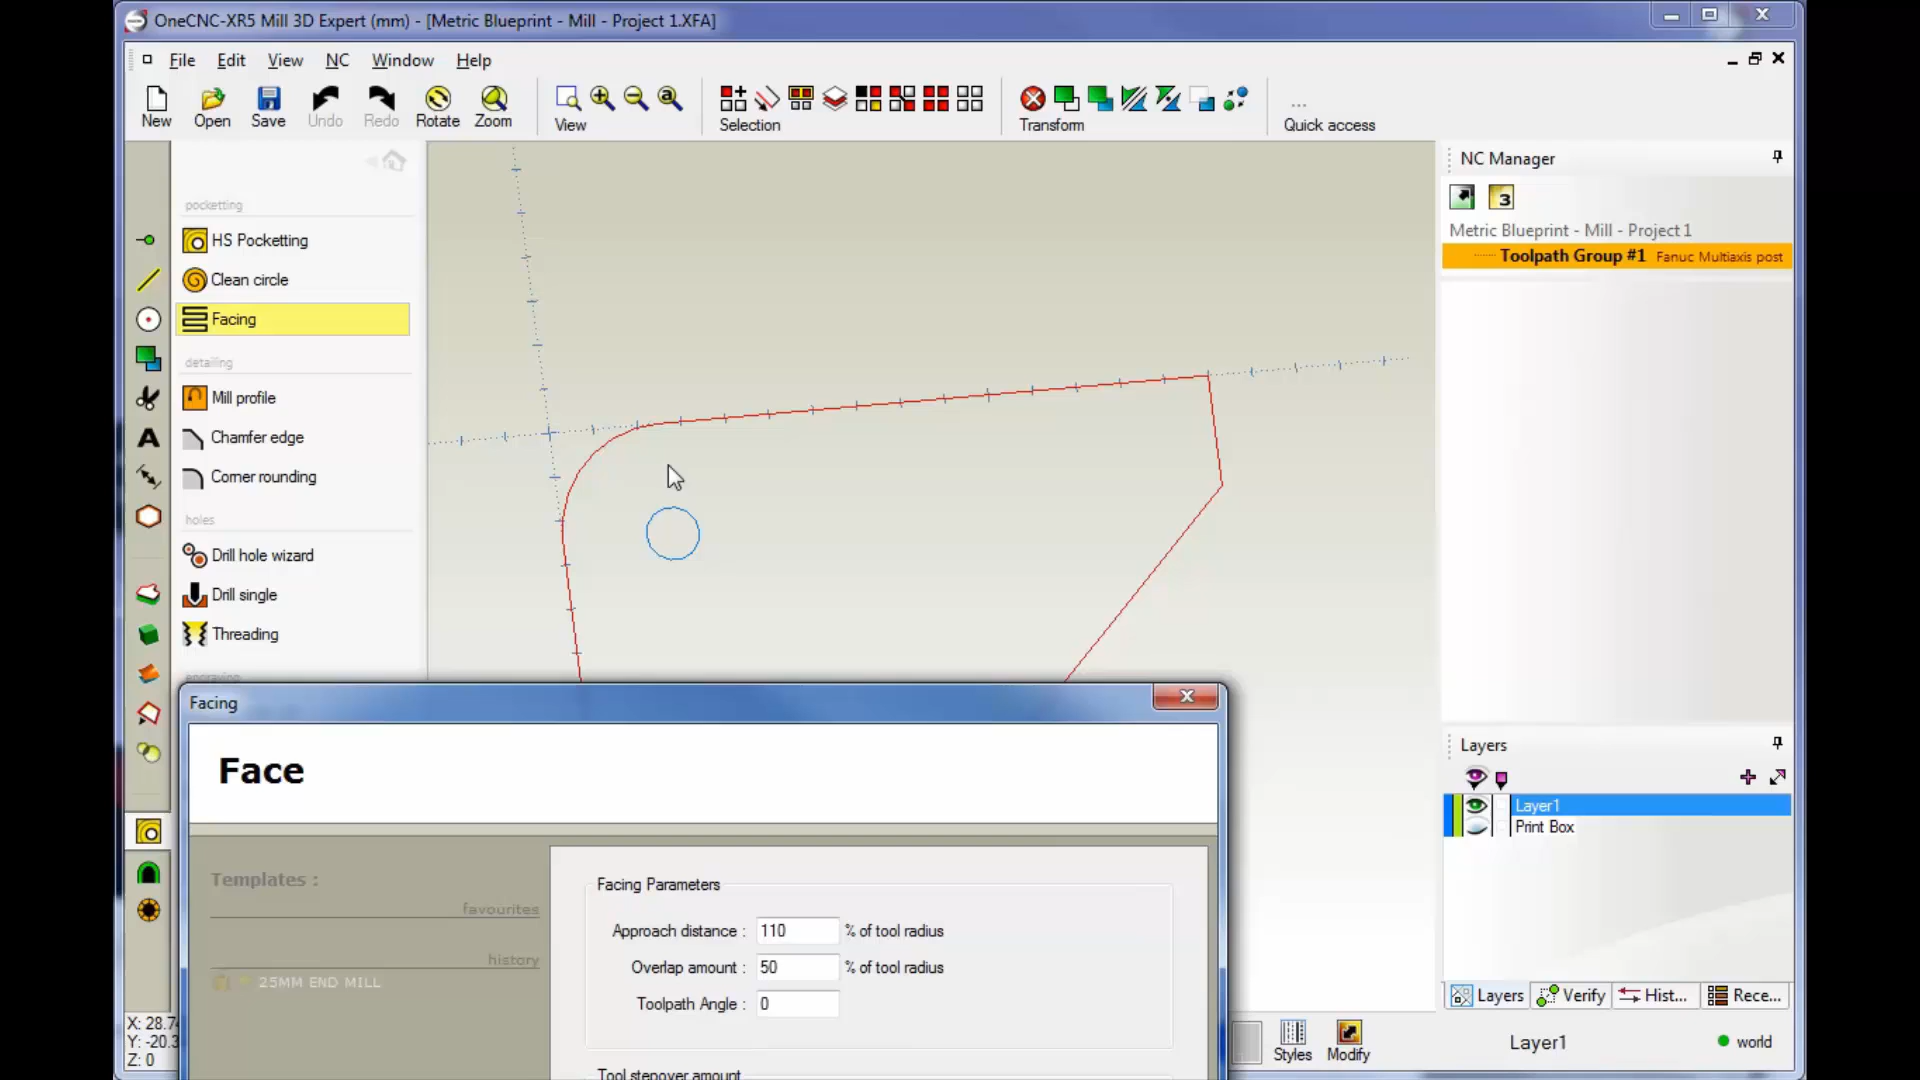 OneCNC-XR5 Mill 3D Expert (mm) - [Metric Blueprint - Mill - Project 1.XFA]
File Edit View NC Window Help
New Open Save Undo Redo Rotate Zoom View Selection Transform ... Quick access
pocketting
HS Pocketting
Clean circle
Facing
detailing
Mill profile
Chamfer edge
Corner rounding
holes
Drill hole wizard
Drill single
Threading
NC Manager
3
Metric Blueprint - Mill - Project 1
Toolpath Group #1 Fanuc Multiaxis post
Facing
Face
Templates :
favourites
history
25MM END MILL
Facing Parameters
Approach distance : 110 % of tool radius
Overlap amount : 50 % of tool radius
Toolpath Angle : 0
Tool stepover amount
Layers
Layer1
Print Box
Layers Verify Hist... Rece...
X: 28.74
Y: -20.3
Z: 0
Styles Modify Layer1 world